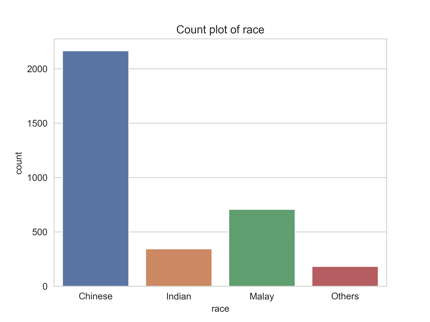 Count plot of race
2000
1500
1000
500
0
count
Chinese Indian Malay Others
race